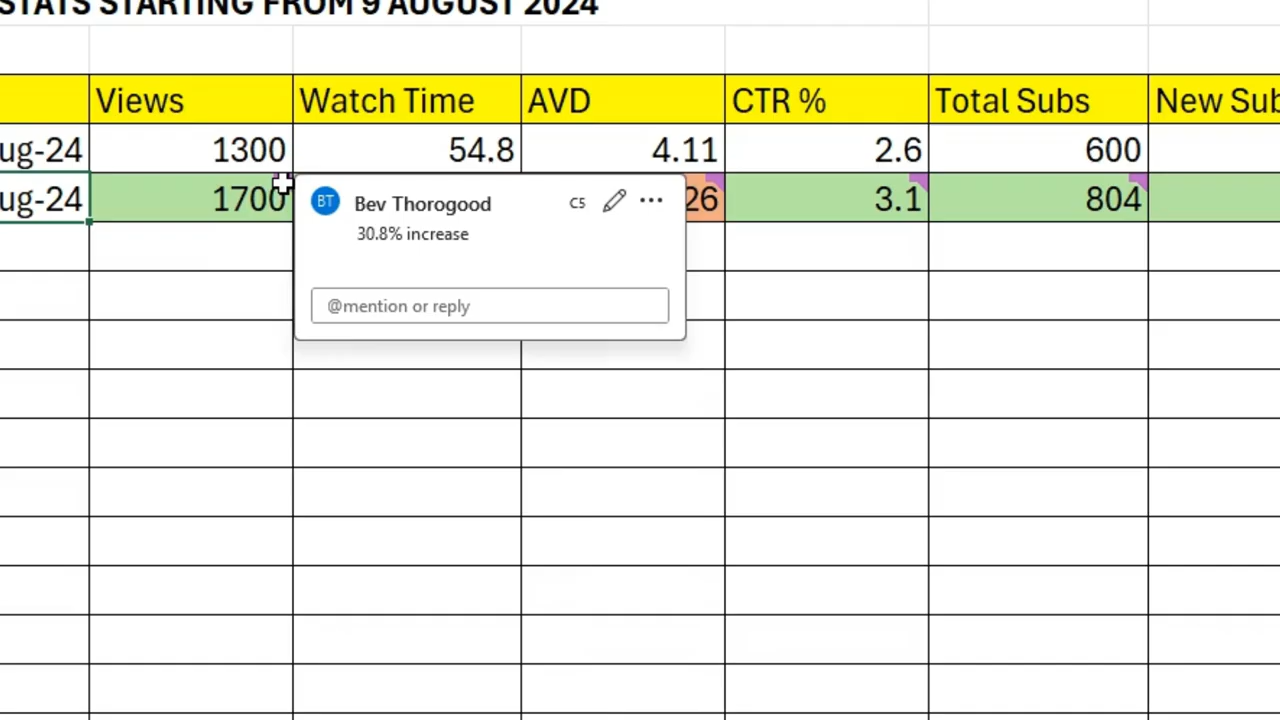 STATS STARTING FROM 9 AUGUST 2024
Views Watch Time AVD CTR % Total Subs New Sub
ug-24 1300 54.8 4.11 2.6 600
ug-24 1700 26 3.1 804
BT Bev Thorogood C5
30.8% increase
@mention or reply